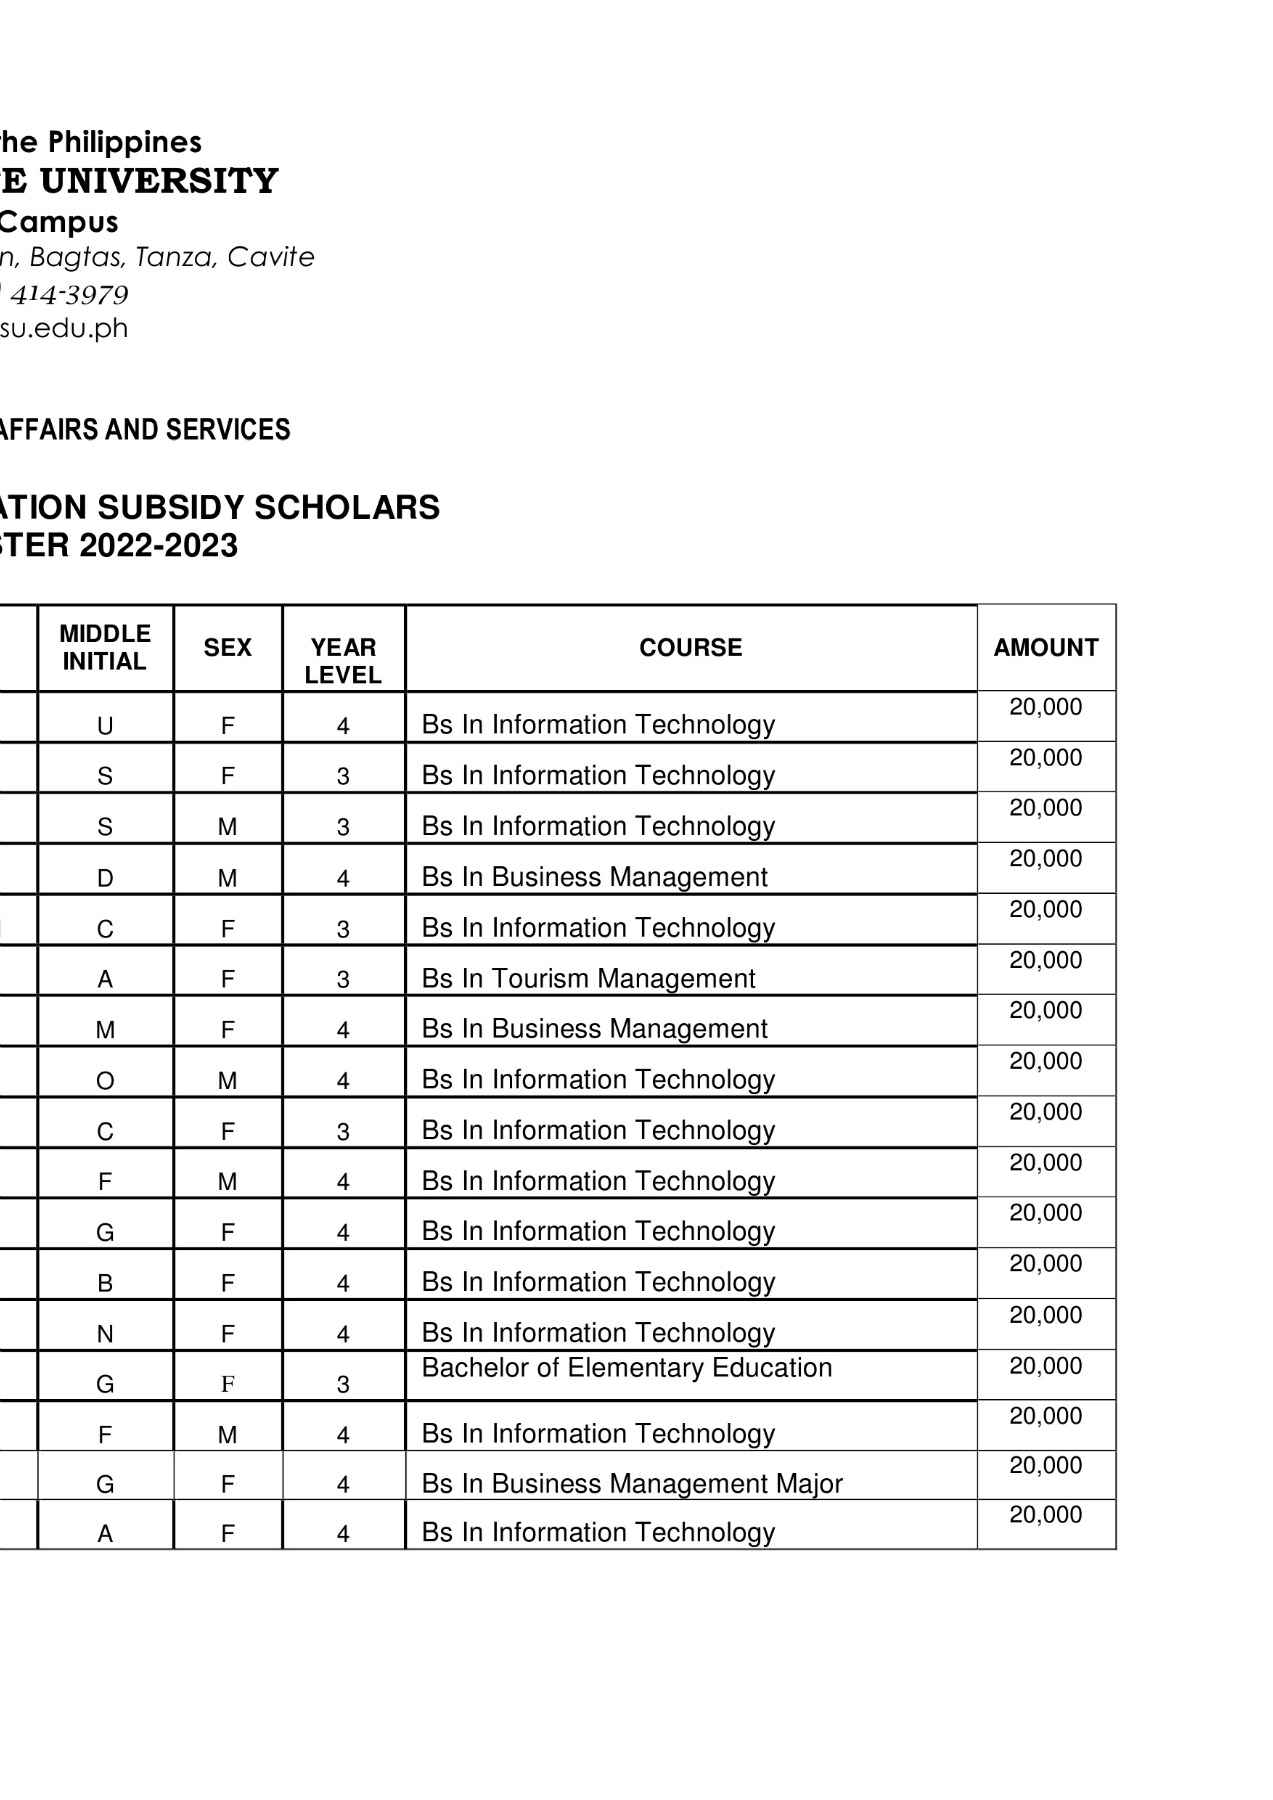 the Philippines
E UNIVERSITY
Campus
n, Bagtas, Tanza, Cavite
) 414-3979
su.edu.ph
AFFAIRS AND SERVICES
ATION SUBSIDY SCHOLARS
STER 2022-2023
MIDDLE INITIAL SEX YEAR LEVEL COURSE AMOUNT
U F 4 Bs In Information Technology 20,000
S F 3 Bs In Information Technology 20,000
S M 3 Bs In Information Technology 20,000
D M 4 Bs In Business Management 20,000
C F 3 Bs In Information Technology 20,000
A F 3 Bs In Tourism Management 20,000
M F 4 Bs In Business Management 20,000
O M 4 Bs In Information Technology 20,000
C F 3 Bs In Information Technology 20,000
F M 4 Bs In Information Technology 20,000
G F 4 Bs In Information Technology 20,000
B F 4 Bs In Information Technology 20,000
N F 4 Bs In Information Technology 20,000
G F 3 Bachelor of Elementary Education 20,000
F M 4 Bs In Information Technology 20,000
G F 4 Bs In Business Management Major 20,000
A F 4 Bs In Information Technology 20,000